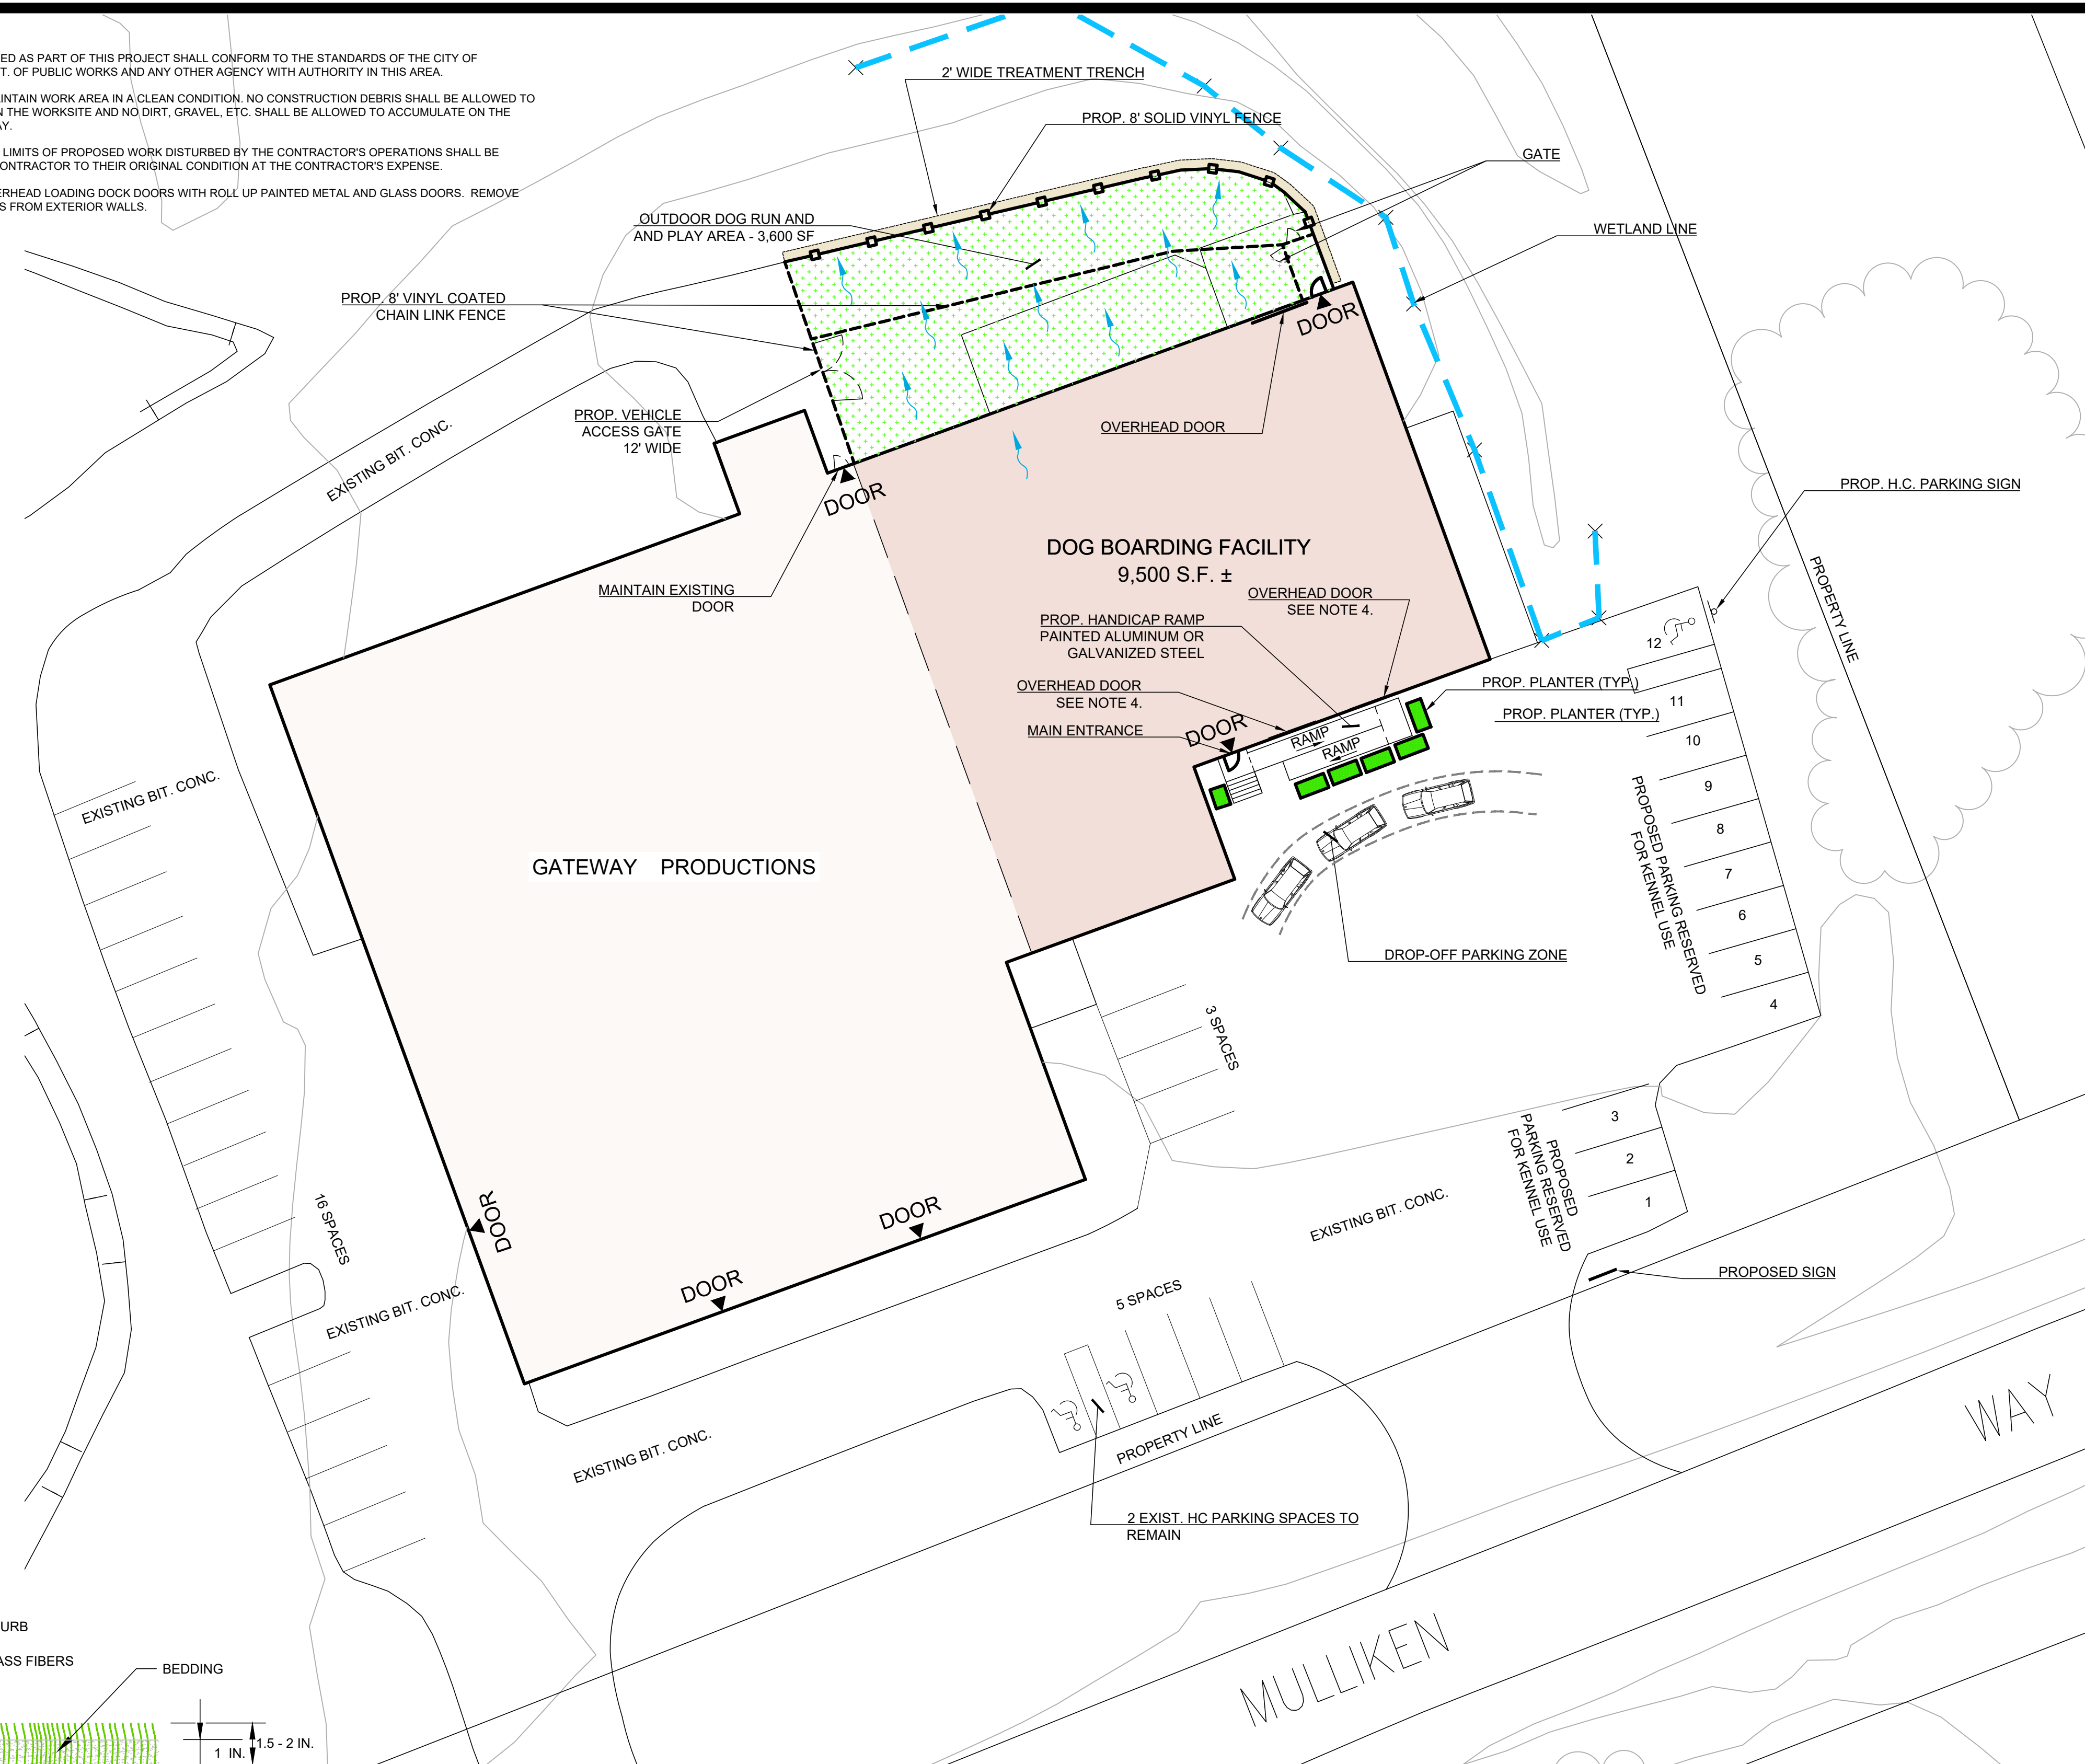 ED AS PART OF THIS PROJECT SHALL CONFORM TO THE STANDARDS OF THE CITY OF
T. OF PUBLIC WORKS AND ANY OTHER AGENCY WITH AUTHORITY IN THIS AREA.
INTAIN WORK AREA IN A CLEAN CONDITION. NO CONSTRUCTION DEBRIS SHALL BE ALLOWED TO
N THE WORKSITE AND NO DIRT, GRAVEL, ETC. SHALL BE ALLOWED TO ACCUMULATE ON THE
AY.
LIMITS OF PROPOSED WORK DISTURBED BY THE CONTRACTOR'S OPERATIONS SHALL BE
ONTRACTOR TO THEIR ORIGINAL CONDITION AT THE CONTRACTOR'S EXPENSE.
ERHEAD LOADING DOCK DOORS WITH ROLL UP PAINTED METAL AND GLASS DOORS. REMOVE
S FROM EXTERIOR WALLS.
2' WIDE TREATMENT TRENCH
PROP. 8' SOLID VINYL FENCE
GATE
OUTDOOR DOG RUN AND
AND PLAY AREA - 3,600 SF
WETLAND LINE
PROP. 8' VINYL COATED
CHAIN LINK FENCE
DOOR
PROP. VEHICLE
ACCESS GATE
12' WIDE
OVERHEAD DOOR
EXISTING BIT. CONC.
DOOR
PROP. H.C. PARKING SIGN
DOG BOARDING FACILITY
9,500 S.F. ±
MAINTAIN EXISTING
DOOR
OVERHEAD DOOR
SEE NOTE 4.
PROP. HANDICAP RAMP
PAINTED ALUMINUM OR
GALVANIZED STEEL
PROPERTY LINE
OVERHEAD DOOR
SEE NOTE 4.
MAIN ENTRANCE
DOOR
RAMP
RAMP
PROP. PLANTER (TYP.)
PROP. PLANTER (TYP.)
12
11
10
9
8
7
6
5
4
PROPOSED PARKING RESERVED
FOR KENNEL USE
EXISTING BIT. CONC.
GATEWAY PRODUCTIONS
DROP-OFF PARKING ZONE
3 SPACES
3
2
1
PROPOSED
PARKING RESERVED
FOR KENNEL USE
16 SPACES
DOOR
DOOR
DOOR
EXISTING BIT. CONC.
PROPOSED SIGN
5 SPACES
EXISTING BIT. CONC.
EXISTING BIT. CONC.
PROPERTY LINE
2 EXIST. HC PARKING SPACES TO
REMAIN
MULLIKEN WAY
URB
ASS FIBERS
BEDDING
1 IN.
1.5 - 2 IN.